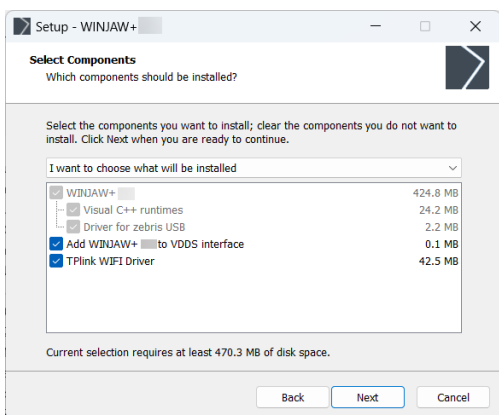 Setup - WINJAW+
Select Components
Which components should be installed?
Select the components you want to install; clear the components you do not want to
install. Click Next when you are ready to continue.
I want to choose what will be installed
WINJAW+ 424.8 MB
Visual C++ runtimes 24.2 MB
Driver for zebris USB 2.2 MB
Add WINJAW+ to VDDS interface 0.1 MB
TPlink WIFI Driver 42.5 MB
Current selection requires at least 470.3 MB of disk space.
Back Next Cancel